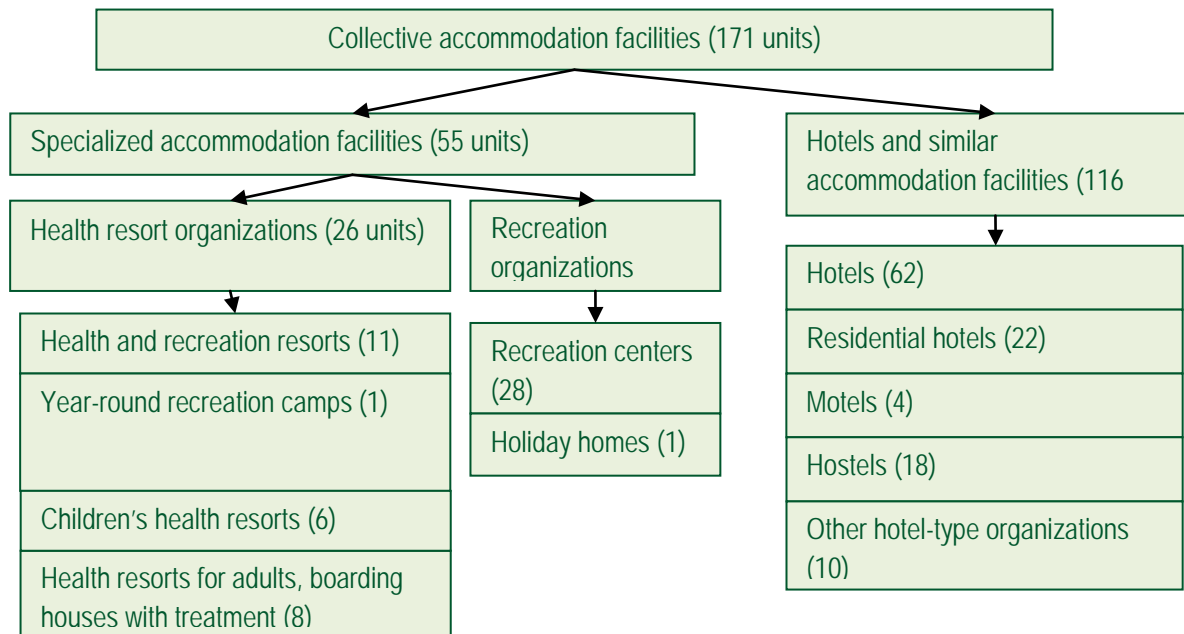 Collective accommodation facilities (171 units)
Specialized accommodation facilities (55 units)
Hotels and similar
accommodation facilities (116
Health resort organizations (26 units)
Recreation
organizations
Health and recreation resorts (11)
Year-round recreation camps (1)
Children’s health resorts (6)
Health resorts for adults, boarding
houses with treatment (8)
Recreation centers
(28)
Holiday homes (1)
Hotels (62)
Residential hotels (22)
Motels (4)
Hostels (18)
Other hotel-type organizations
(10)